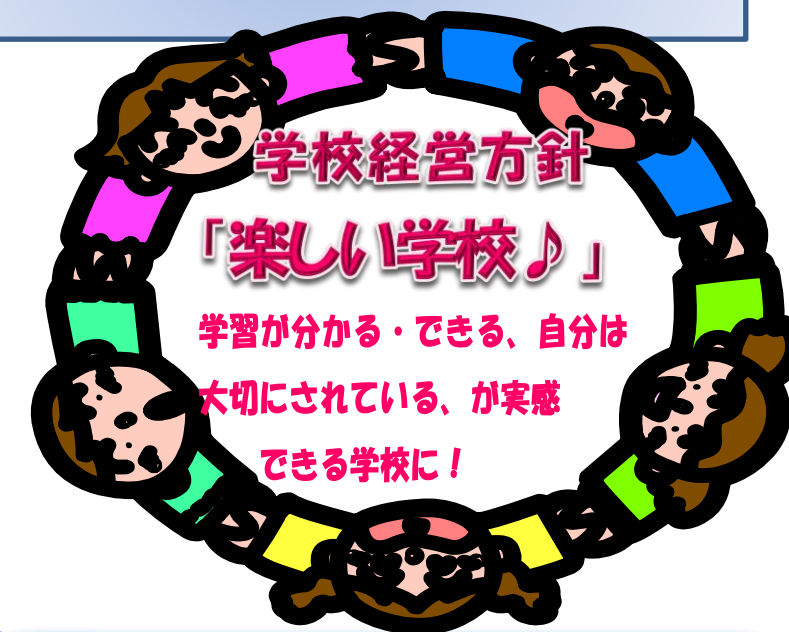 学校経営方針
「楽しい学校♪」
学習が分かる・できる、自分は
大切にされている、が実感
できる学校に！